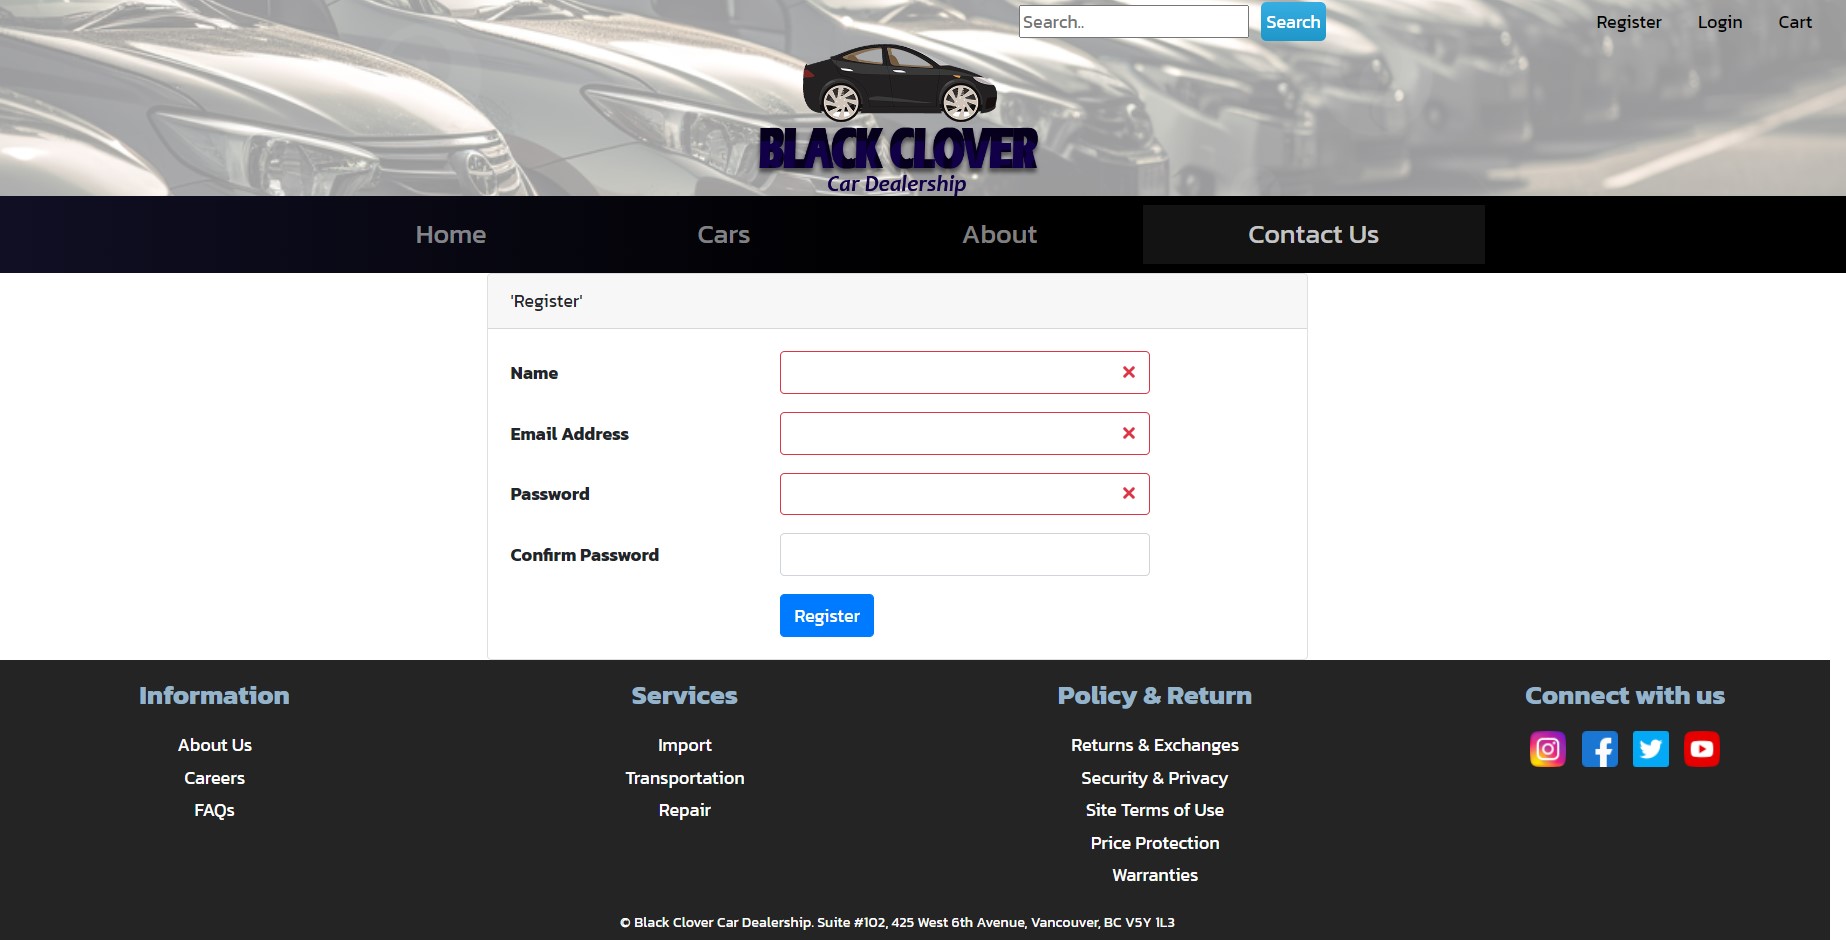 Search..
Search
Register Login Cart
BLACK CLOVER
Car Dealership
Home Cars About Contact Us
'Register'
Name
Email Address
Password
Confirm Password
Register
Information Services Policy & Return Connect with us
About Us Import Returns & Exchanges
Careers Transportation Security & Privacy
FAQs Repair Site Terms of Use
Price Protection
Warranties
© Black Clover Car Dealership. Suite #102, 425 West 6th Avenue, Vancouver, BC V5Y 1L3